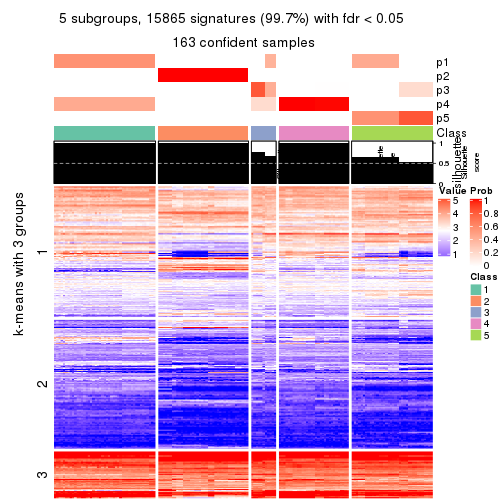 5 subgroups, 15865 signatures (99.7%) with fdr < 0.05
163 confident samples
p1
p2
p3
p4
p5
Class
1
0.5
0
silhouette
Silhouette
score
k-means with 3 groups
1
2
3
Value
5
4
3
2
1
Prob
1
0.8
0.6
0.4
0.2
0
Class
1
2
3
4
5